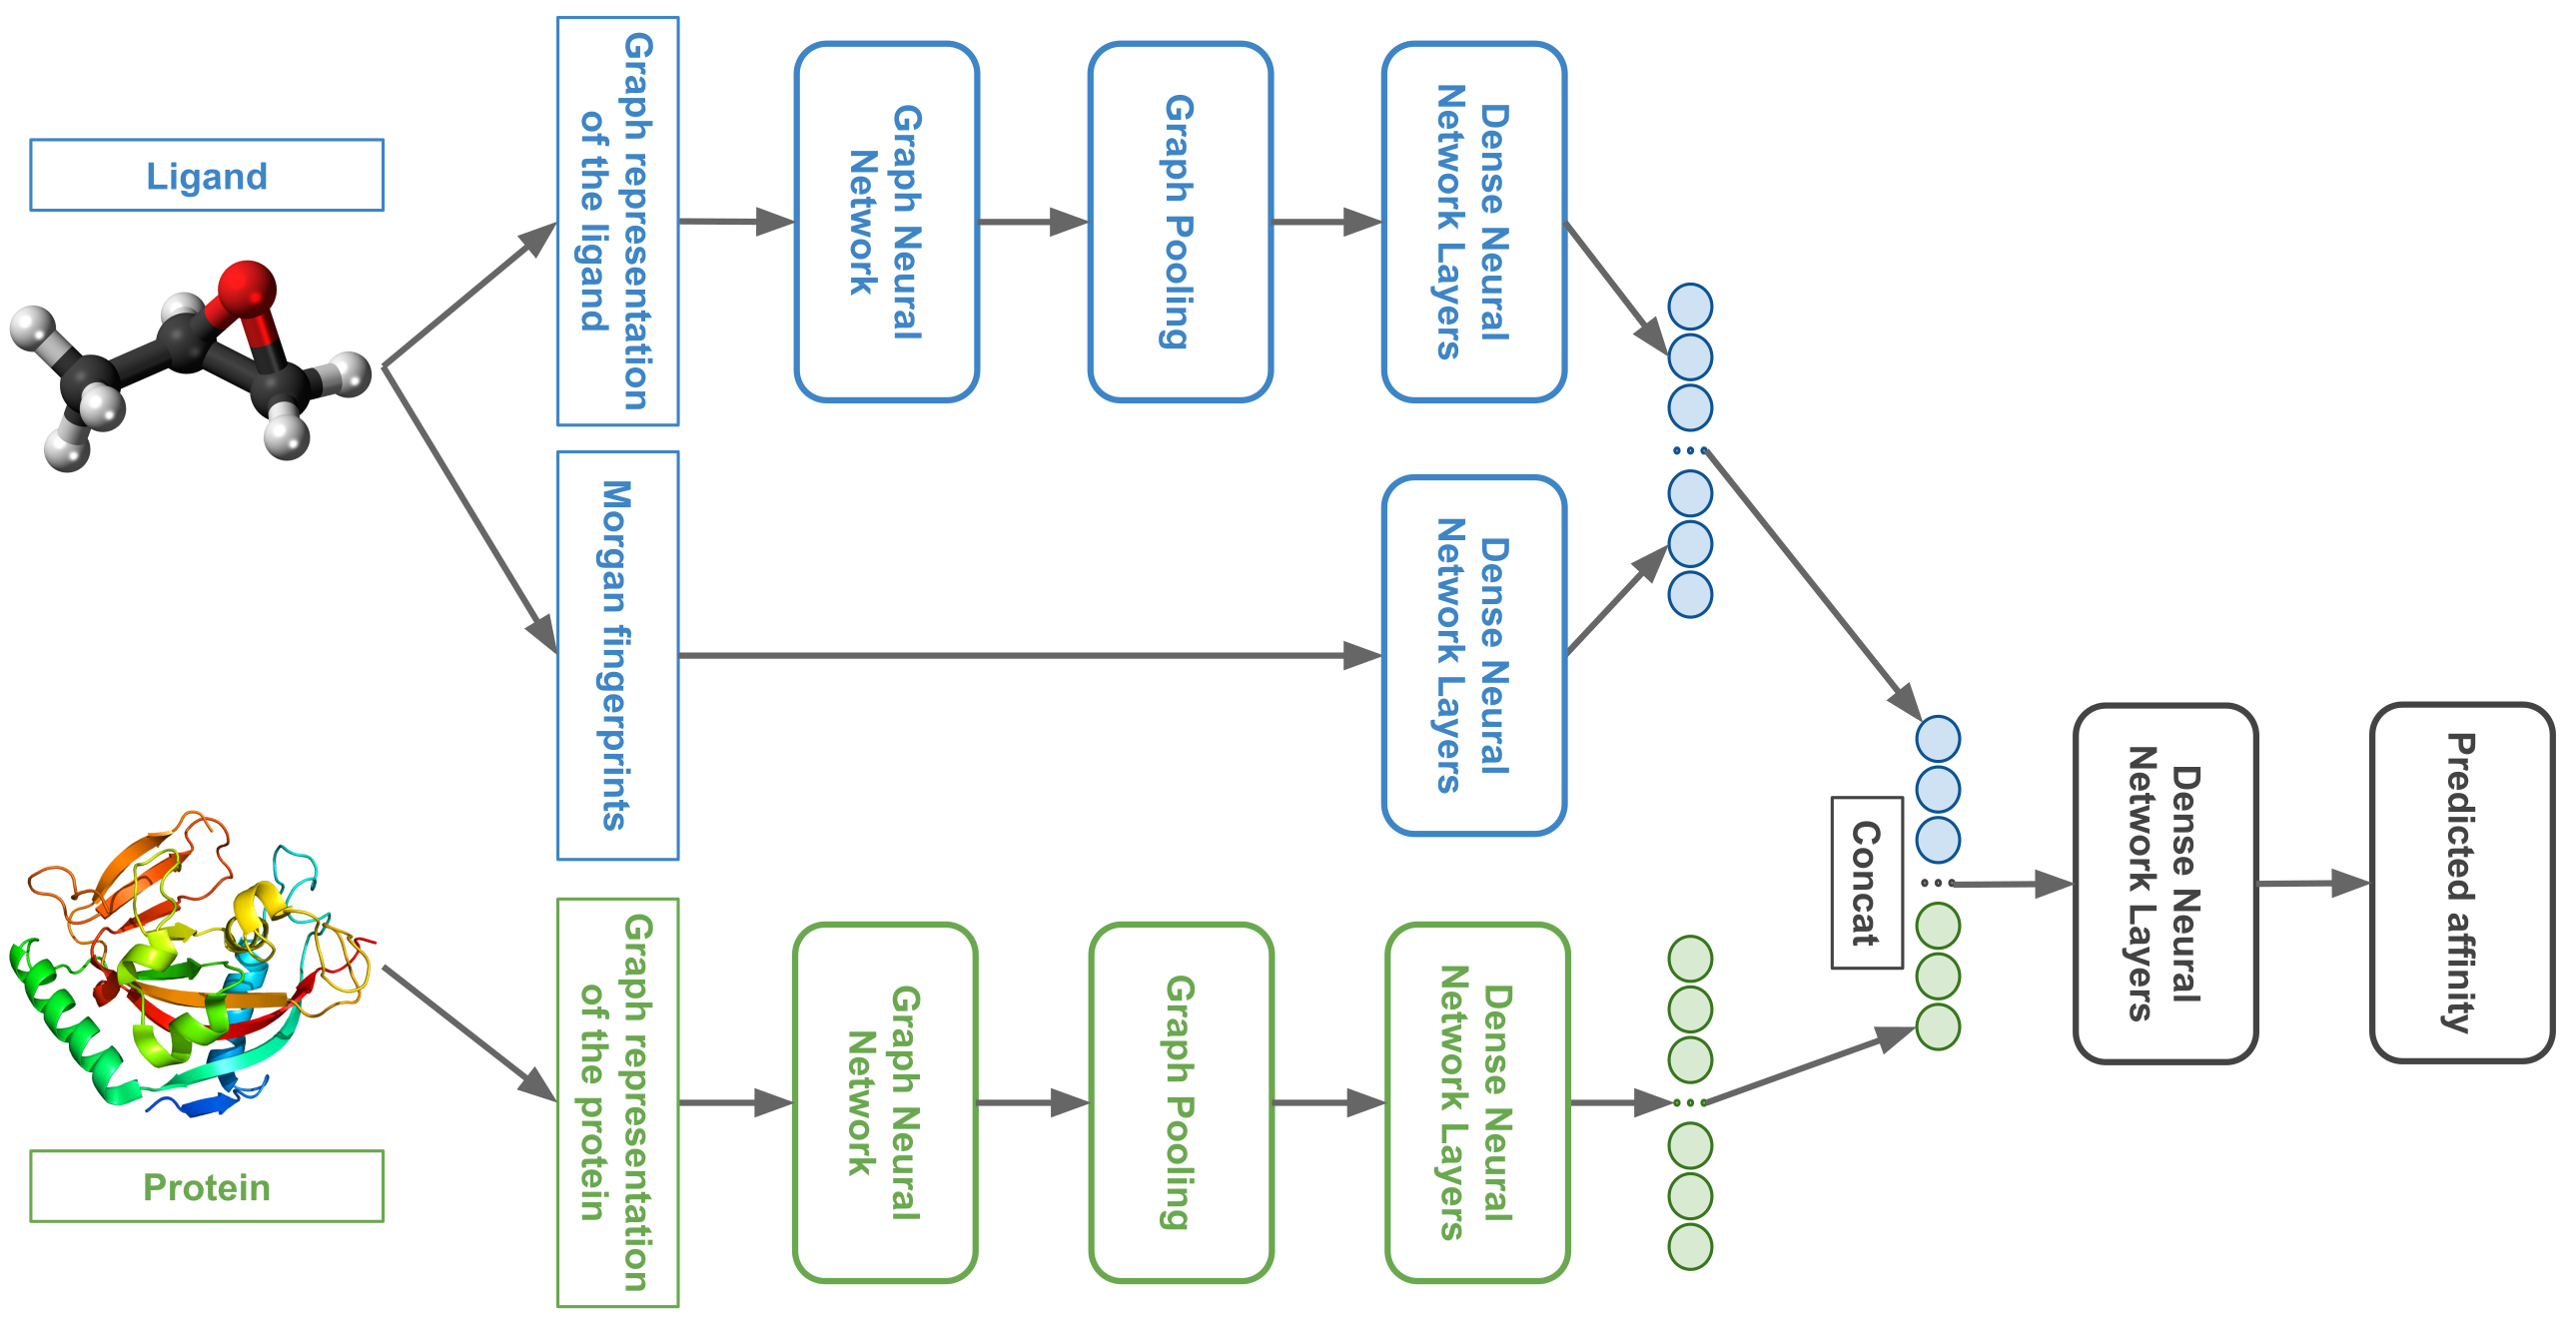 Ligand
Graph representation
of the ligand
Graph Neural
Network
Graph Pooling
Dense Neural
Network Layers
Morgan fingerprints
Dense Neural
Network Layers
Protein
Graph representation
of the protein
Graph Neural
Network
Graph Pooling
Dense Neural
Network Layers
Concat
Dense Neural
Network Layers
Predicted affinity